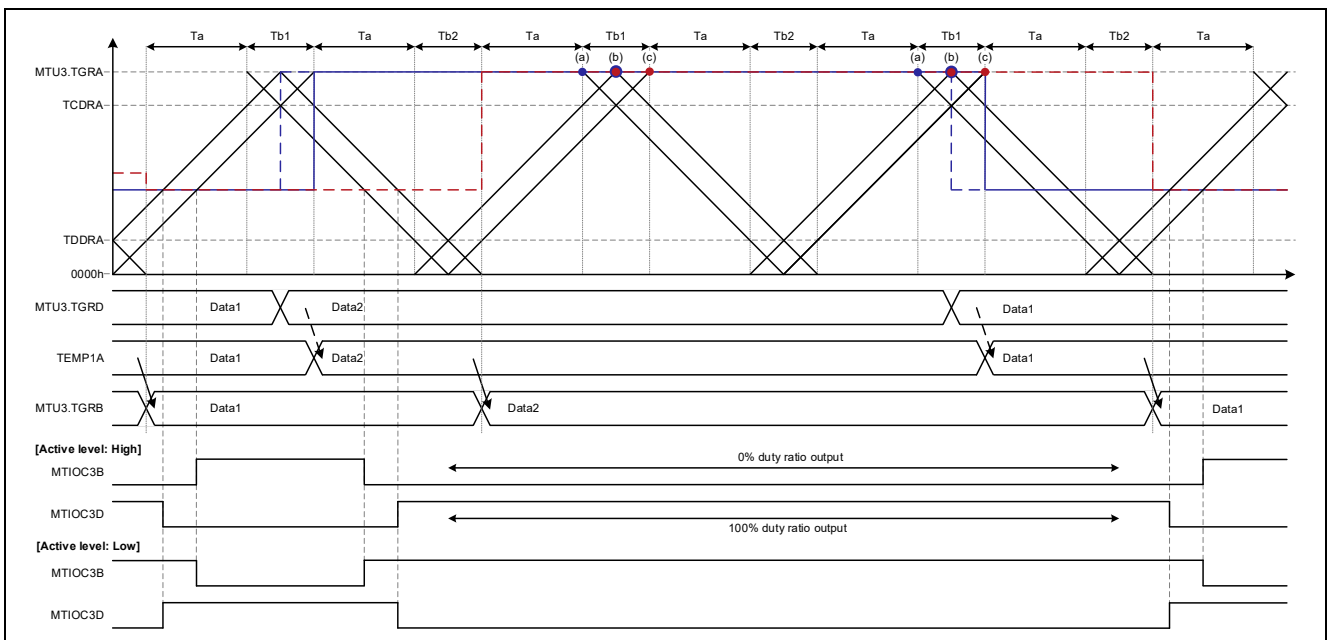 Ta Tb1 Ta Tb2 Ta Tb1 Ta Tb2 Ta Tb1 Ta Tb2 Ta
(a) (b) (c) (a) (b) (c)
MTU3.TGRA
TCDRA
TDDRA
0000h
MTU3.TGRD Data1 Data2 Data1
TEMP1A Data1 Data2 Data1
MTU3.TGRB Data1 Data2 Data1
[Active level: High]
MTIOC3B 0% duty ratio output
MTIOC3D
100% duty ratio output
[Active level: Low]
MTIOC3B
MTIOC3D